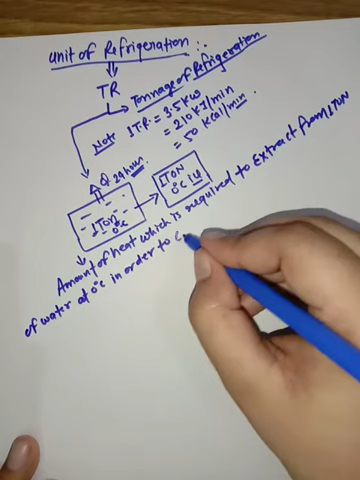 Unit of Refrigeration :-
TR
Tonnage of Refrigeration
Note 1TR = 3.5kw
= 210 KJ/min
= 50 kcal/min.
Q 24 hours.
1TON
0°c
1TON
0°c
Amount of heat which is required to Extract from 1TON
of water at 0°c in order to c